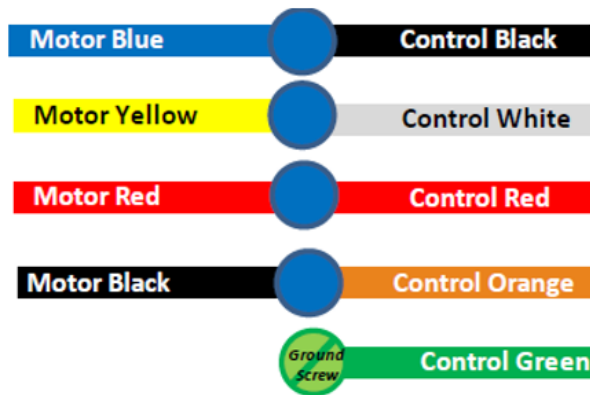 Motor Blue Control Black
Motor Yellow Control White
Motor Red Control Red
Motor Black Control Orange
Ground Screw Control Green